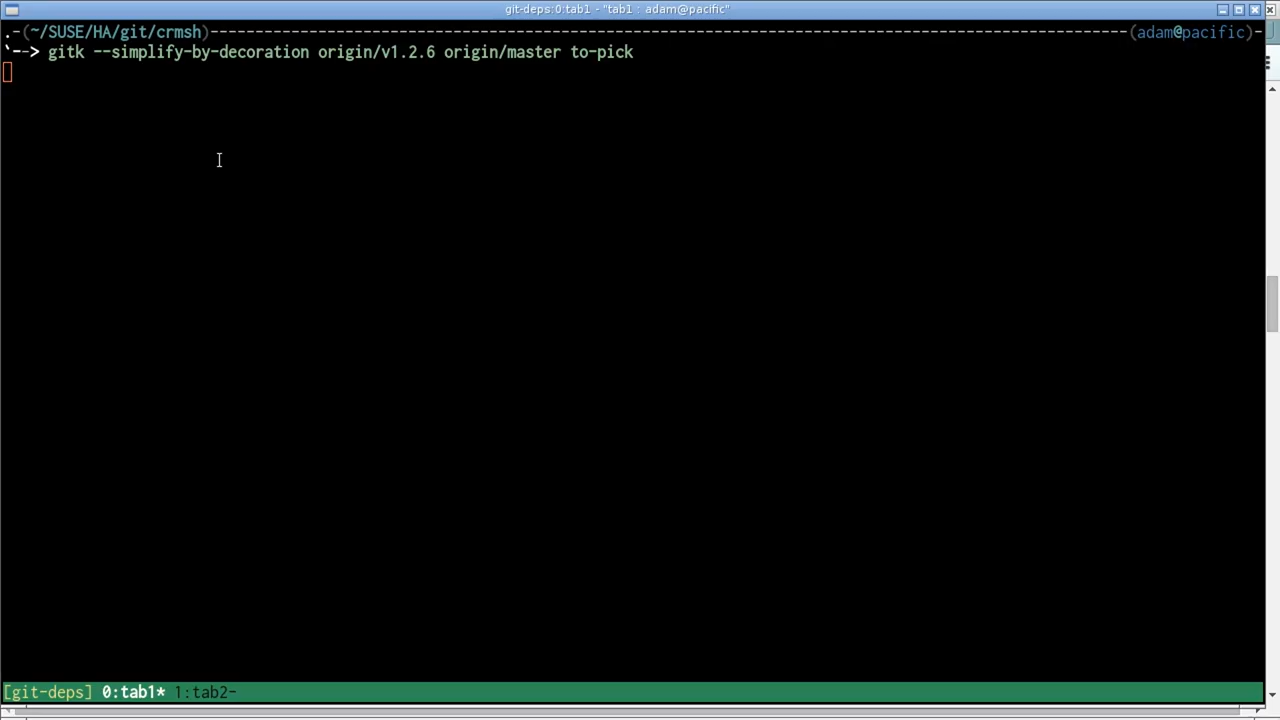 git-deps:0:tab1 - "tab1 : adam@pacific"
.-(~/SUSE/HA/git/crmsh)------------------------------------------------------------------------------------------------------(adam@pacific)-
`--> gitk --simplify-by-decoration origin/v1.2.6 origin/master to-pick
[git-deps] 0:tab1* 1:tab2-